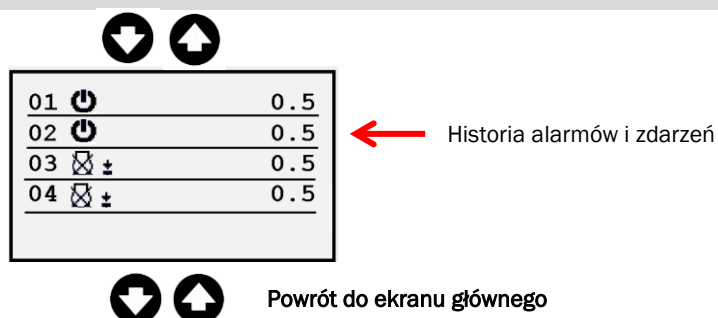 01 0.5
02 0.5
Historia alarmów i zdarzeń
03 ± 0.5
04 ± 0.5
Powrót do ekranu głównego